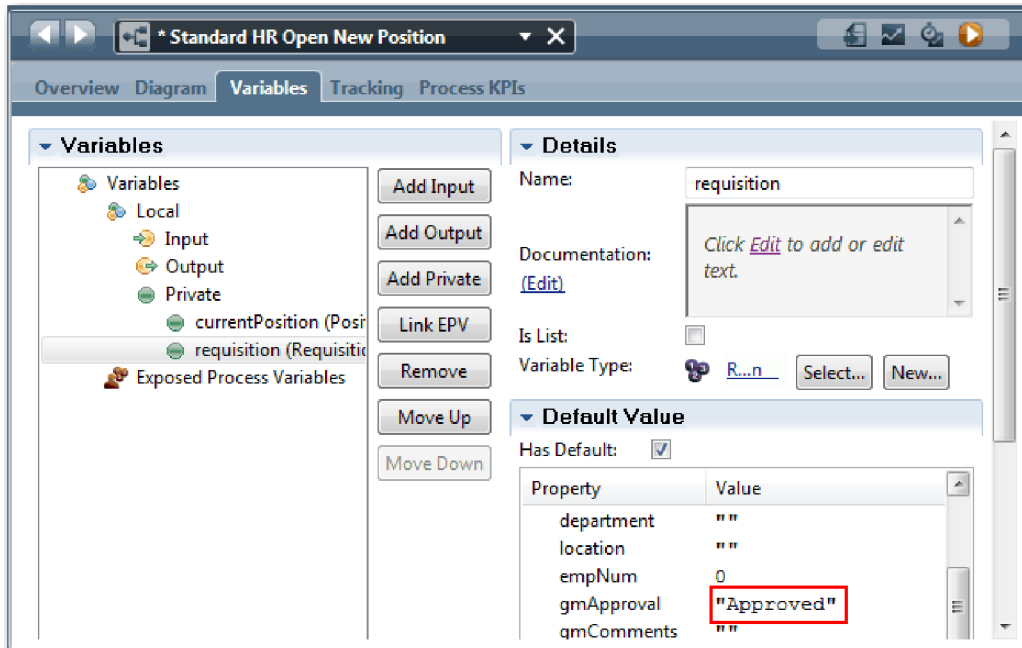 * Standard HR Open New Position
Overview Diagram Variables Tracking Process KPIs
Variables
Variables
Local
Input
Output
Private
currentPosition (Posi
requisition (Requisitic
Exposed Process Variables
Add Input
Add Output
Add Private
Link EPV
Remove
Move Up
Move Down
Details
Name: requisition
Documentation:
(Edit)
Click Edit to add or edit
text.
Is List:
Variable Type: R...n Select... New...
Default Value
Has Default:
Property Value
department ""
location ""
empNum 0
gmApproval "Approved"
gmComments ""